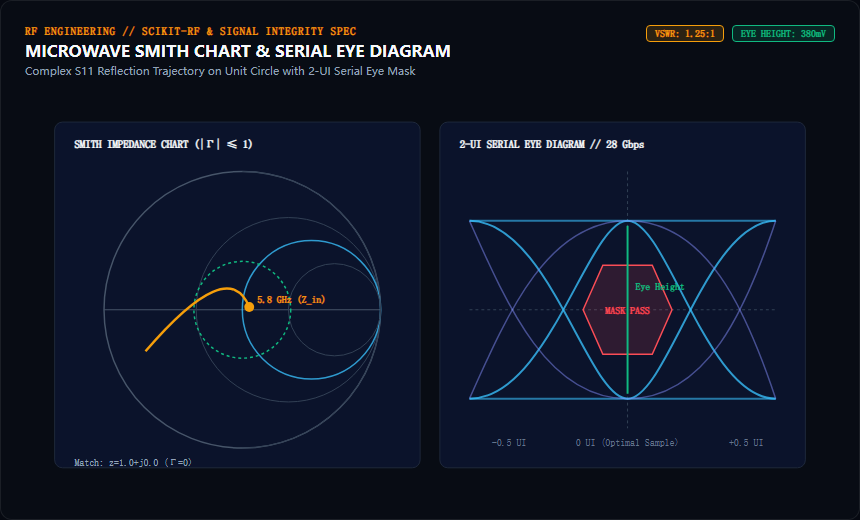 RF ENGINEERING // SCIKIT-RF & SIGNAL INTEGRITY SPEC
MICROWAVE SMITH CHART & SERIAL EYE DIAGRAM
Complex S11 Reflection Trajectory on Unit Circle with 2-UI Serial Eye Mask
VSWR: 1.25:1
EYE HEIGHT: 380mV
SMITH IMPEDANCE CHART (|Γ| ≤ 1)
5.8 GHz (Z_in)
Match: z=1.0+j0.0 (Γ=0)
2-UI SERIAL EYE DIAGRAM // 28 Gbps
Eye Height
MASK PASS
-0.5 UI
0 UI (Optimal Sample)
+0.5 UI